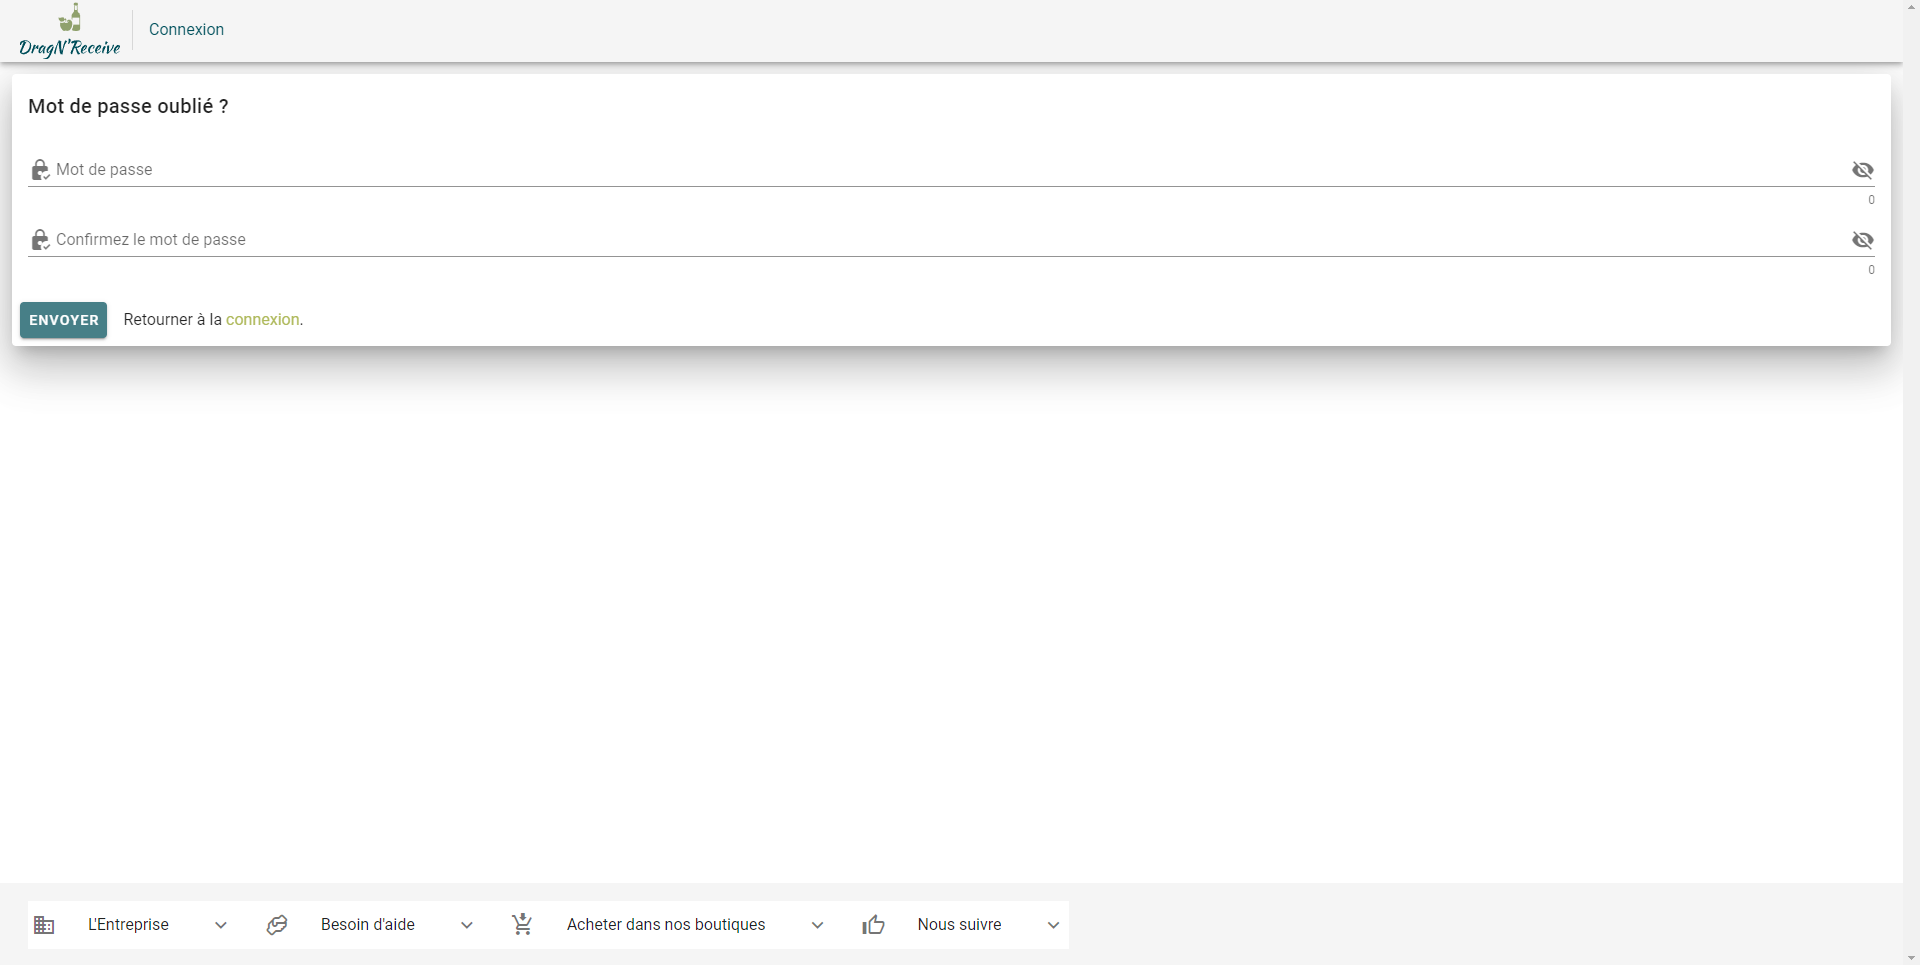 DragN'Receive
Connexion
Mot de passe oublié ?
Mot de passe
0
Confirmez le mot de passe
0
ENVOYER
Retourner à la connexion.
L'Entreprise
Besoin d'aide
Acheter dans nos boutiques
Nous suivre